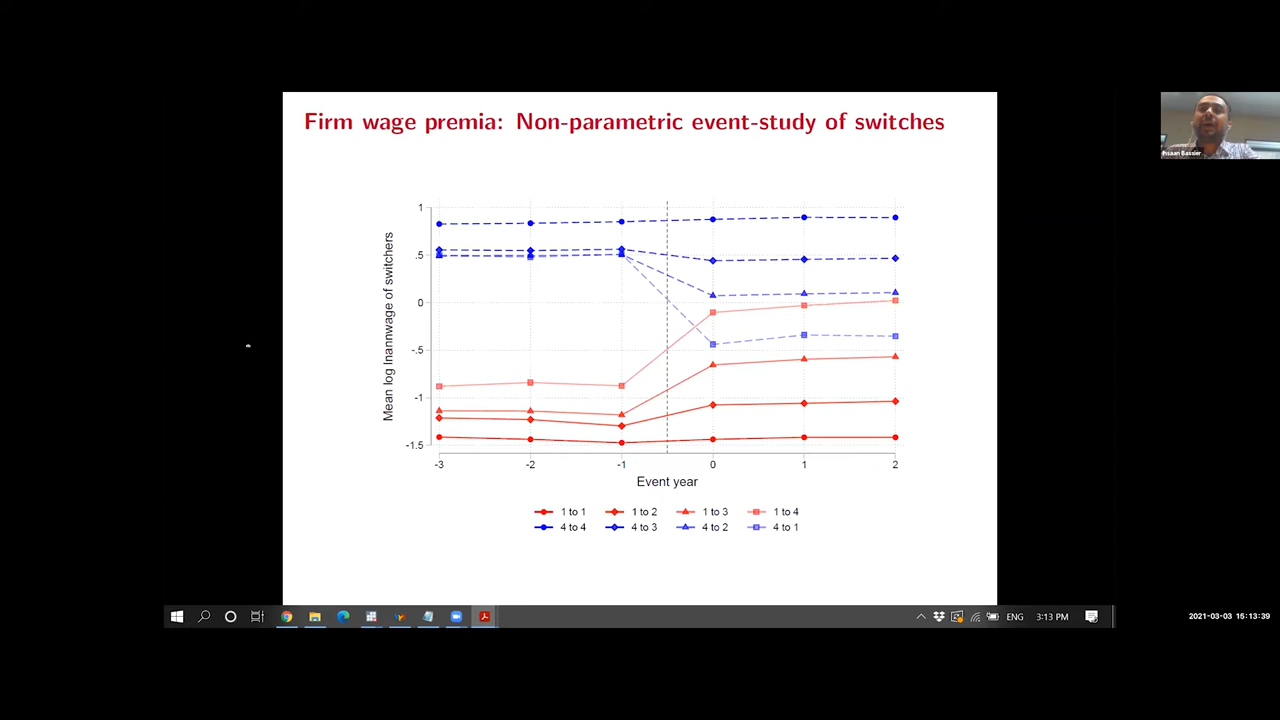 Firm wage premia: Non-parametric event-study of switches
Ihsaan Bassier
Mean log lnannwage of switchers
1
.5
0
-.5
-1
-1.5
-3 -2 -1 0 1 2
Event year
1 to 1 1 to 2 1 to 3 1 to 4
4 to 4 4 to 3 4 to 2 4 to 1
ENG 3:13 PM
2021-03-03 15:13:39